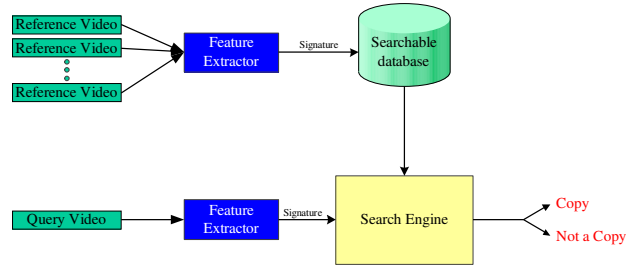 Reference Video
Reference Video
Reference Video
Feature
Extractor
Signature
Searchable
database
Query Video
Feature
Extractor
Signature
Search Engine
Copy
Not a Copy